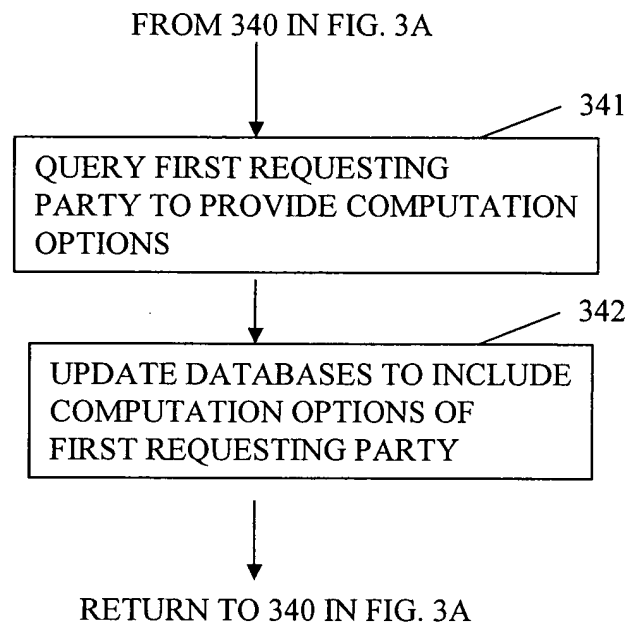 FROM 340 IN FIG. 3A
341
QUERY FIRST REQUESTING
PARTY TO PROVIDE COMPUTATION
OPTIONS
342
UPDATE DATABASES TO INCLUDE
COMPUTATION OPTIONS OF
FIRST REQUESTING PARTY
RETURN TO 340 IN FIG. 3A